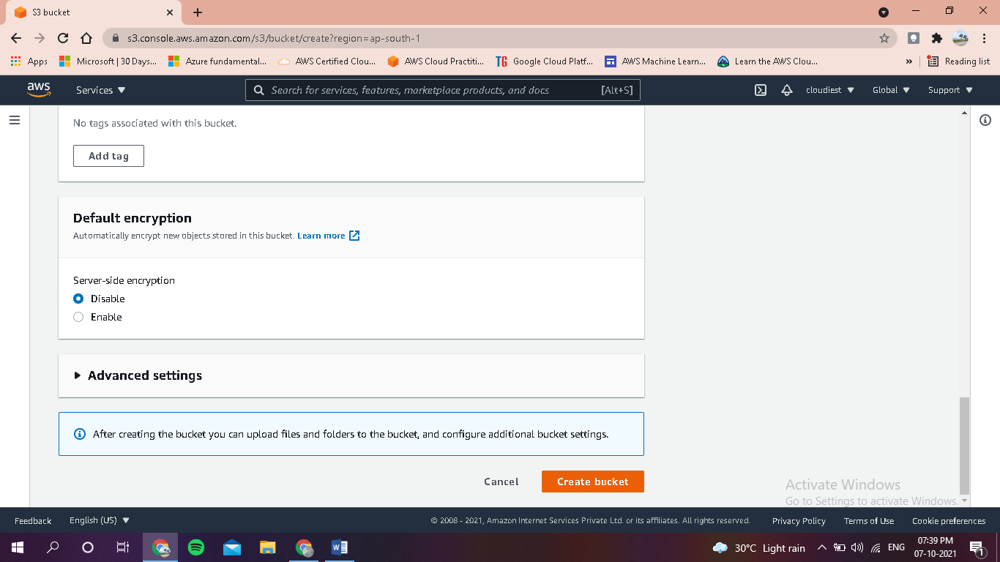 S3 bucket
s3.console.aws.amazon.com/s3/bucket/create?region=ap-south-1
Apps Microsoft | 30 Days... Azure fundamental... AWS Certified Clou... AWS Cloud Practiti... TG Google Cloud Platf... AWS Machine Learn... Learn the AWS Clou... » Reading list
aws Services Search for services, features, marketplace products, and docs [Alt+S] cloudiest Global Support
No tags associated with this bucket.
Add tag
Default encryption
Automatically encrypt new objects stored in this bucket. Learn more
Server-side encryption
Disable
Enable
Advanced settings
After creating the bucket you can upload files and folders to the bucket, and configure additional bucket settings.
Cancel Create bucket
Activate Windows
Go to Settings to activate Windows.
Feedback English (US) © 2008 - 2021, Amazon Internet Services Private Ltd. or its affiliates. All rights reserved. Privacy Policy Terms of Use Cookie preferences
30°C Light rain ENG 07:39 PM
07-10-2021 1